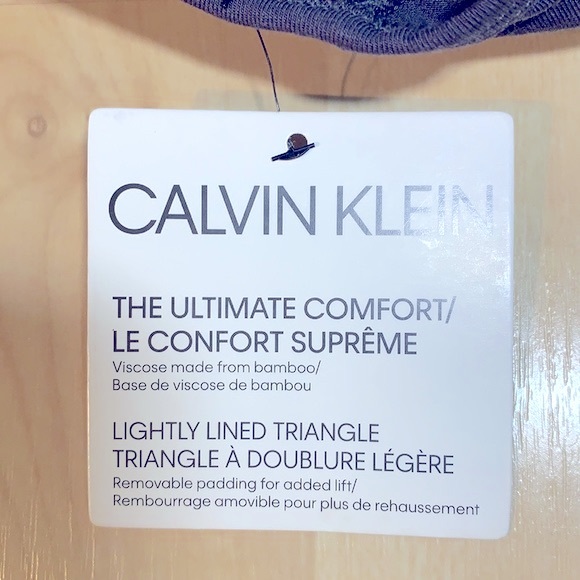 CALVIN KLEIN
THE ULTIMATE COMFORT/
LE CONFORT SUPRÊME
Viscose made from bamboo/
Base de viscose de bambou
LIGHTLY LINED TRIANGLE
TRIANGLE À DOUBLURE LÉGÈRE
Removable padding for added lift/
Rembourrage amovible pour plus de rehaussement